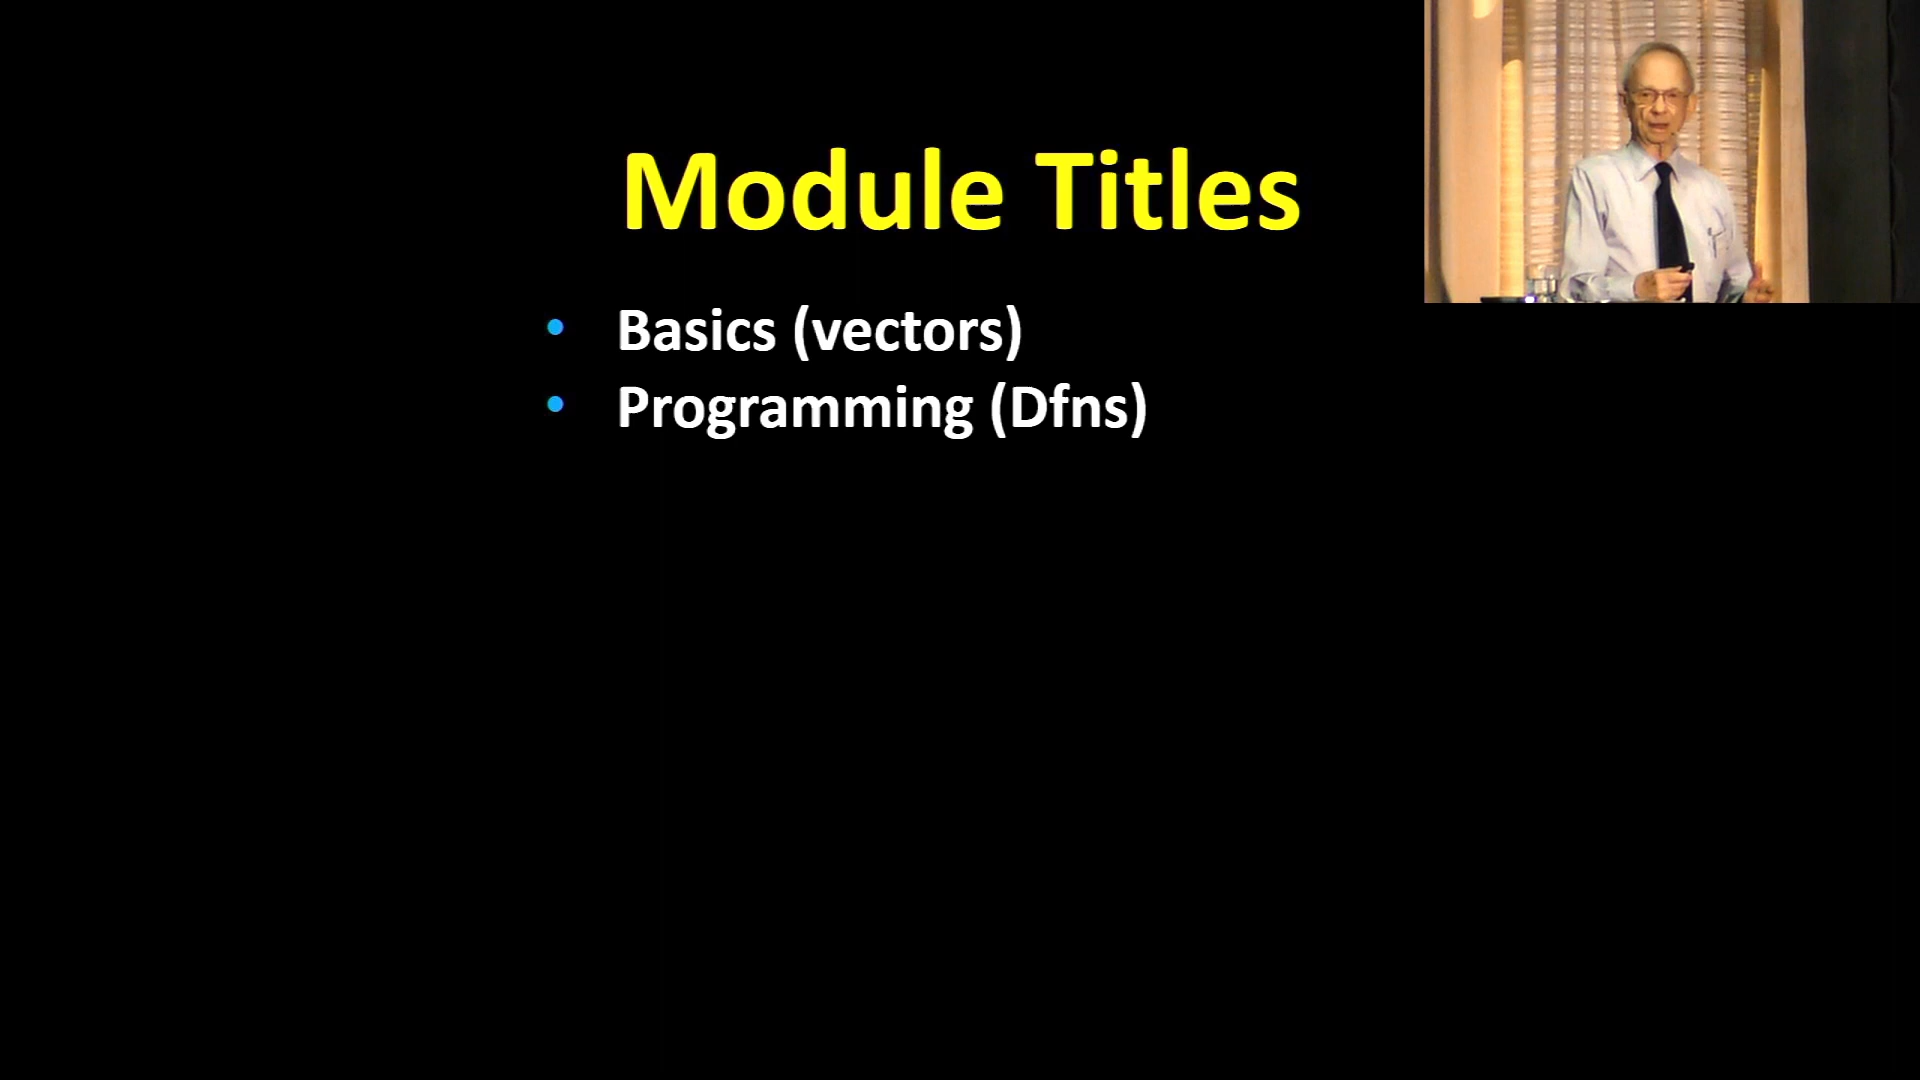 Module Titles
• Basics (vectors)
• Programming (Dfns)